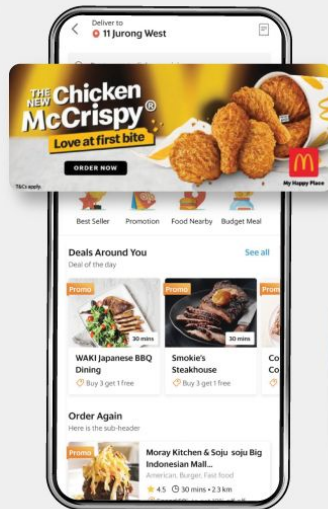 Deliver to
11 Jurong West
THE NEW Chicken
McCrispy®
Love at first bite
ORDER NOW
T&Cs apply.
My Happy Place
Best Seller
Promotion
Food Nearby
Budget Meal
Deals Around You
See all
Deal of the day
Promo
Promo
Prom
30 mins
30 mins
WAKI Japanese BBQ
Dining
Buy 3 get 1 free
Smokie's
Steakhouse
Buy 3 get 1 free
Co
Co
Order Again
Here is the sub-header
Promo
Moray Kitchen & Soju soju Big
Indonesian Mall...
American, Burger, Fast food
4.5
30 mins • 2.3 km